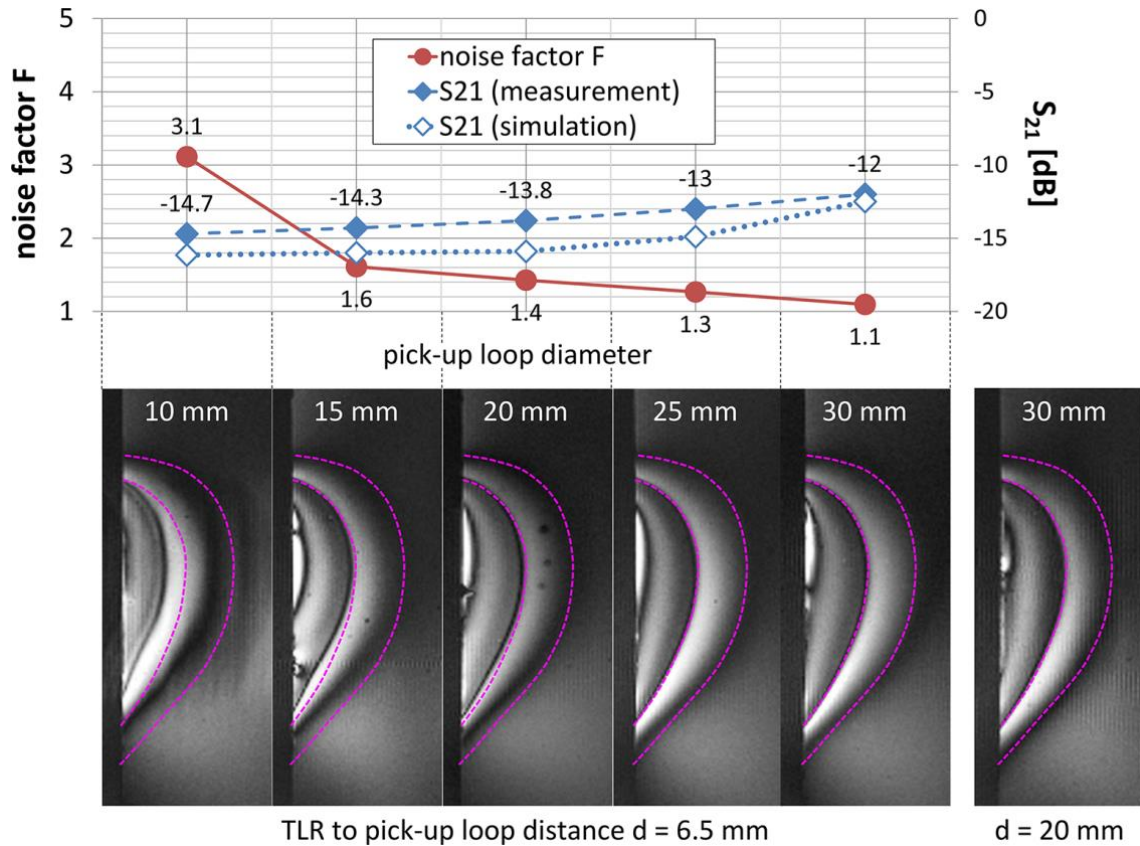 5
4
3
2
1
noise factor F
0
-5
-10
-15
-20
S21 [dB]
noise factor F
S21 (measurement)
S21 (simulation)
3.1
-14.7
-14.3
-13.8
-13
-12
1.6
1.4
1.3
1.1
pick-up loop diameter
10 mm
15 mm
20 mm
25 mm
30 mm
30 mm
TLR to pick-up loop distance d = 6.5 mm
d = 20 mm